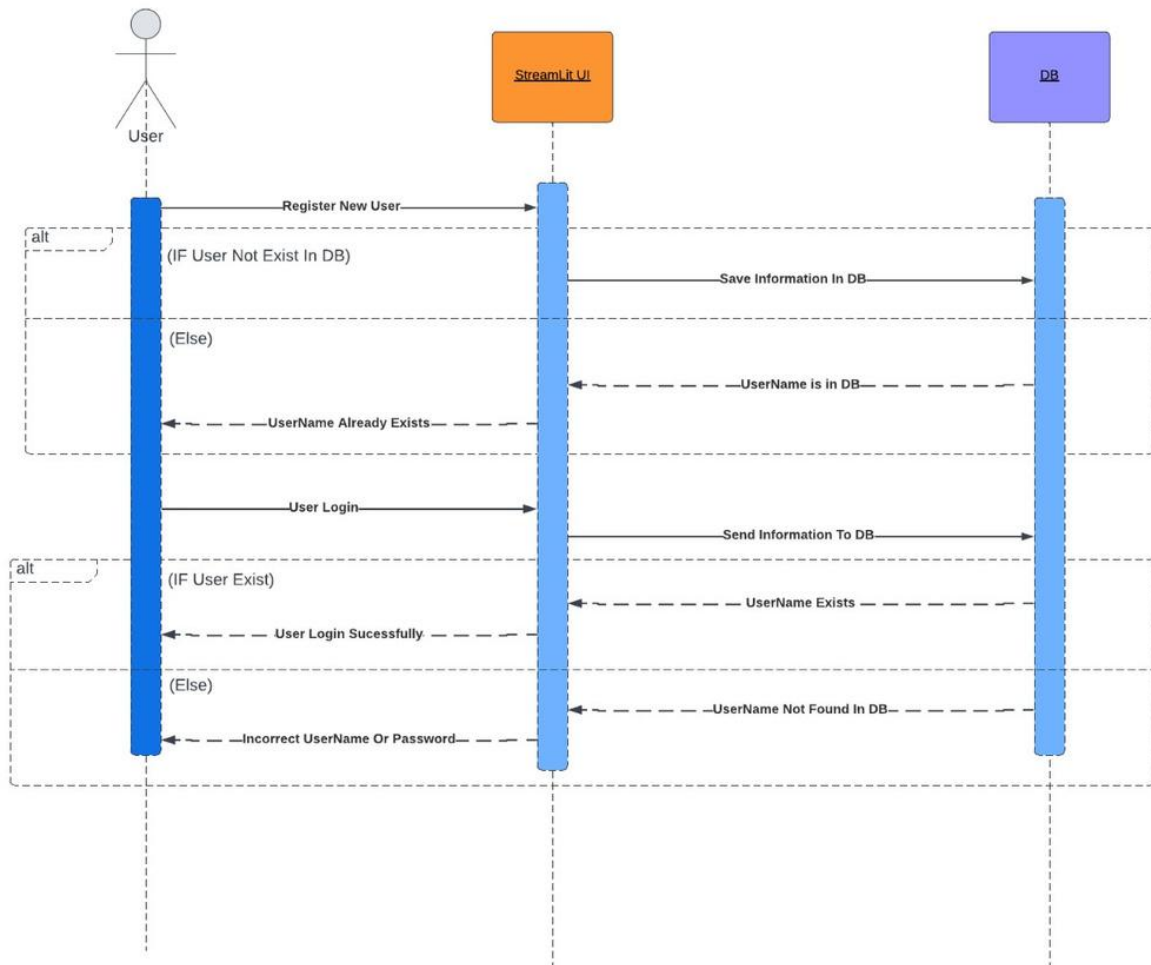 StreamLit UI
DB
User
Register New User
alt
(IF User Not Exist In DB)
Save Information In DB
(Else)
UserName is in DB
UserName Already Exists
User Login
Send Information To DB
alt
(IF User Exist)
UserName Exists
User Login Sucessfully
(Else)
UserName Not Found In DB
Incorrect UserName Or Password